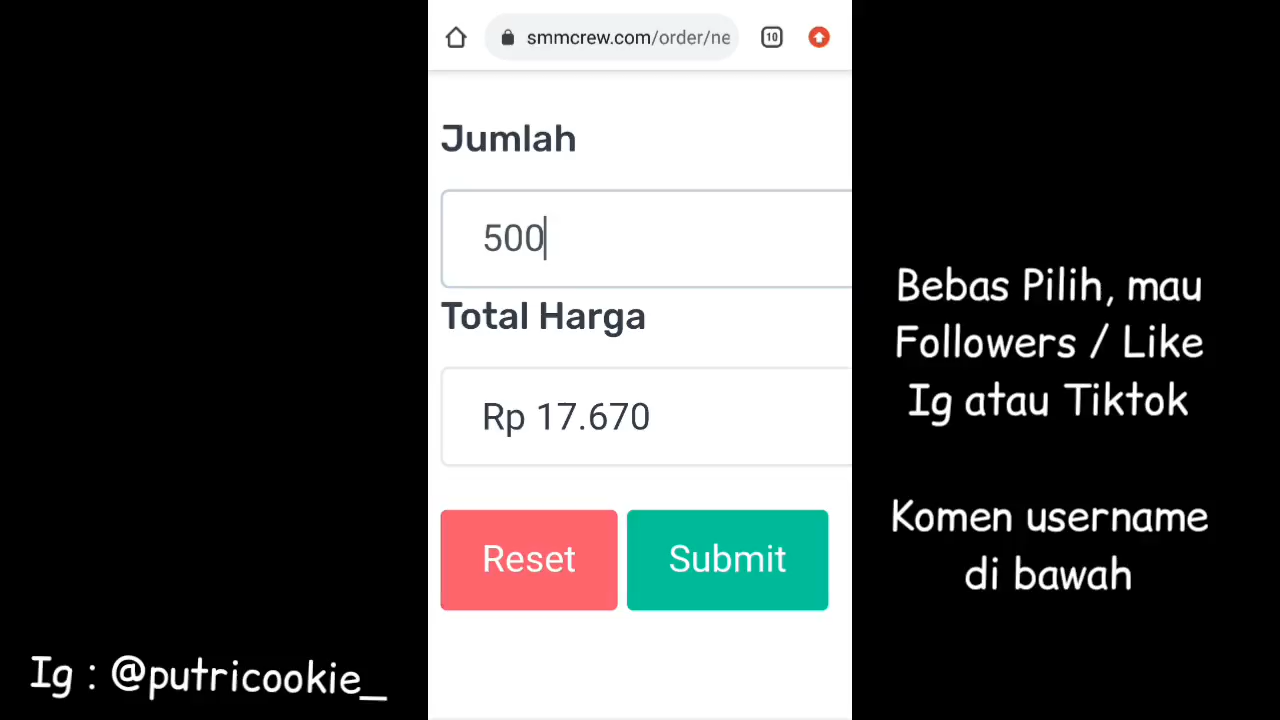 10
smmcrew.com/order/ne
Jumlah
500
Total Harga
Rp 17.670
Reset
Submit
Bebas Pilih, mau
Followers / Like
Ig atau Tiktok
Komen username
di bawah
Ig : @putricookie_